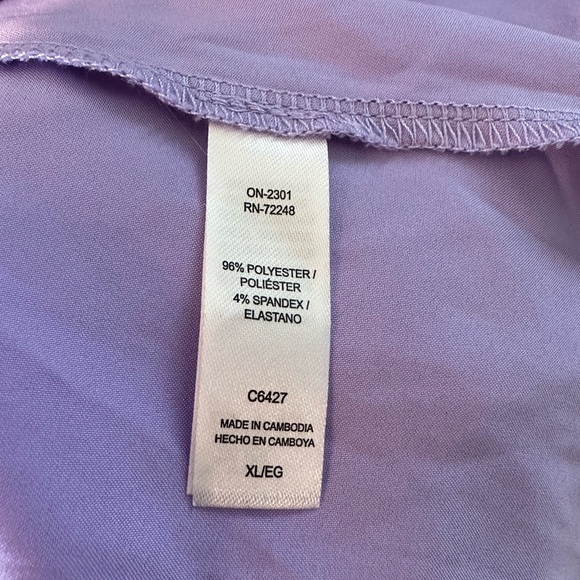 ON-2301
RN-72248
96% POLYESTER /
POLIÉSTER
4% SPANDEX /
ELASTANO
C6427
MADE IN CAMBODIA
HECHO EN CAMBOYA
XL/EG